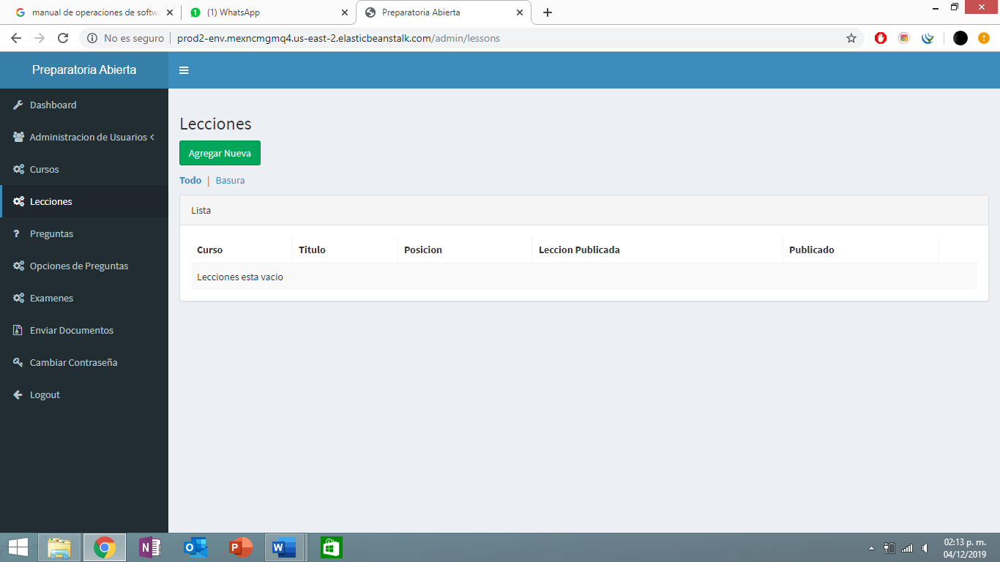 manual de operaciones de softwa
(1) WhatsApp
Preparatoria Abierta
No es seguro
prod2-env.mexncmgmq4.us-east-2.elasticbeanstalk.com/admin/lessons
Preparatoria Abierta
Dashboard
Administracion de Usuarios
Cursos
Lecciones
Preguntas
Opciones de Preguntas
Examenes
Enviar Documentos
Cambiar Contraseña
Logout
Lecciones
Agregar Nueva
Todo | Basura
Lista
Curso Titulo Posicion Leccion Publicada Publicado
Lecciones esta vacio
02:13 p. m.
04/12/2019